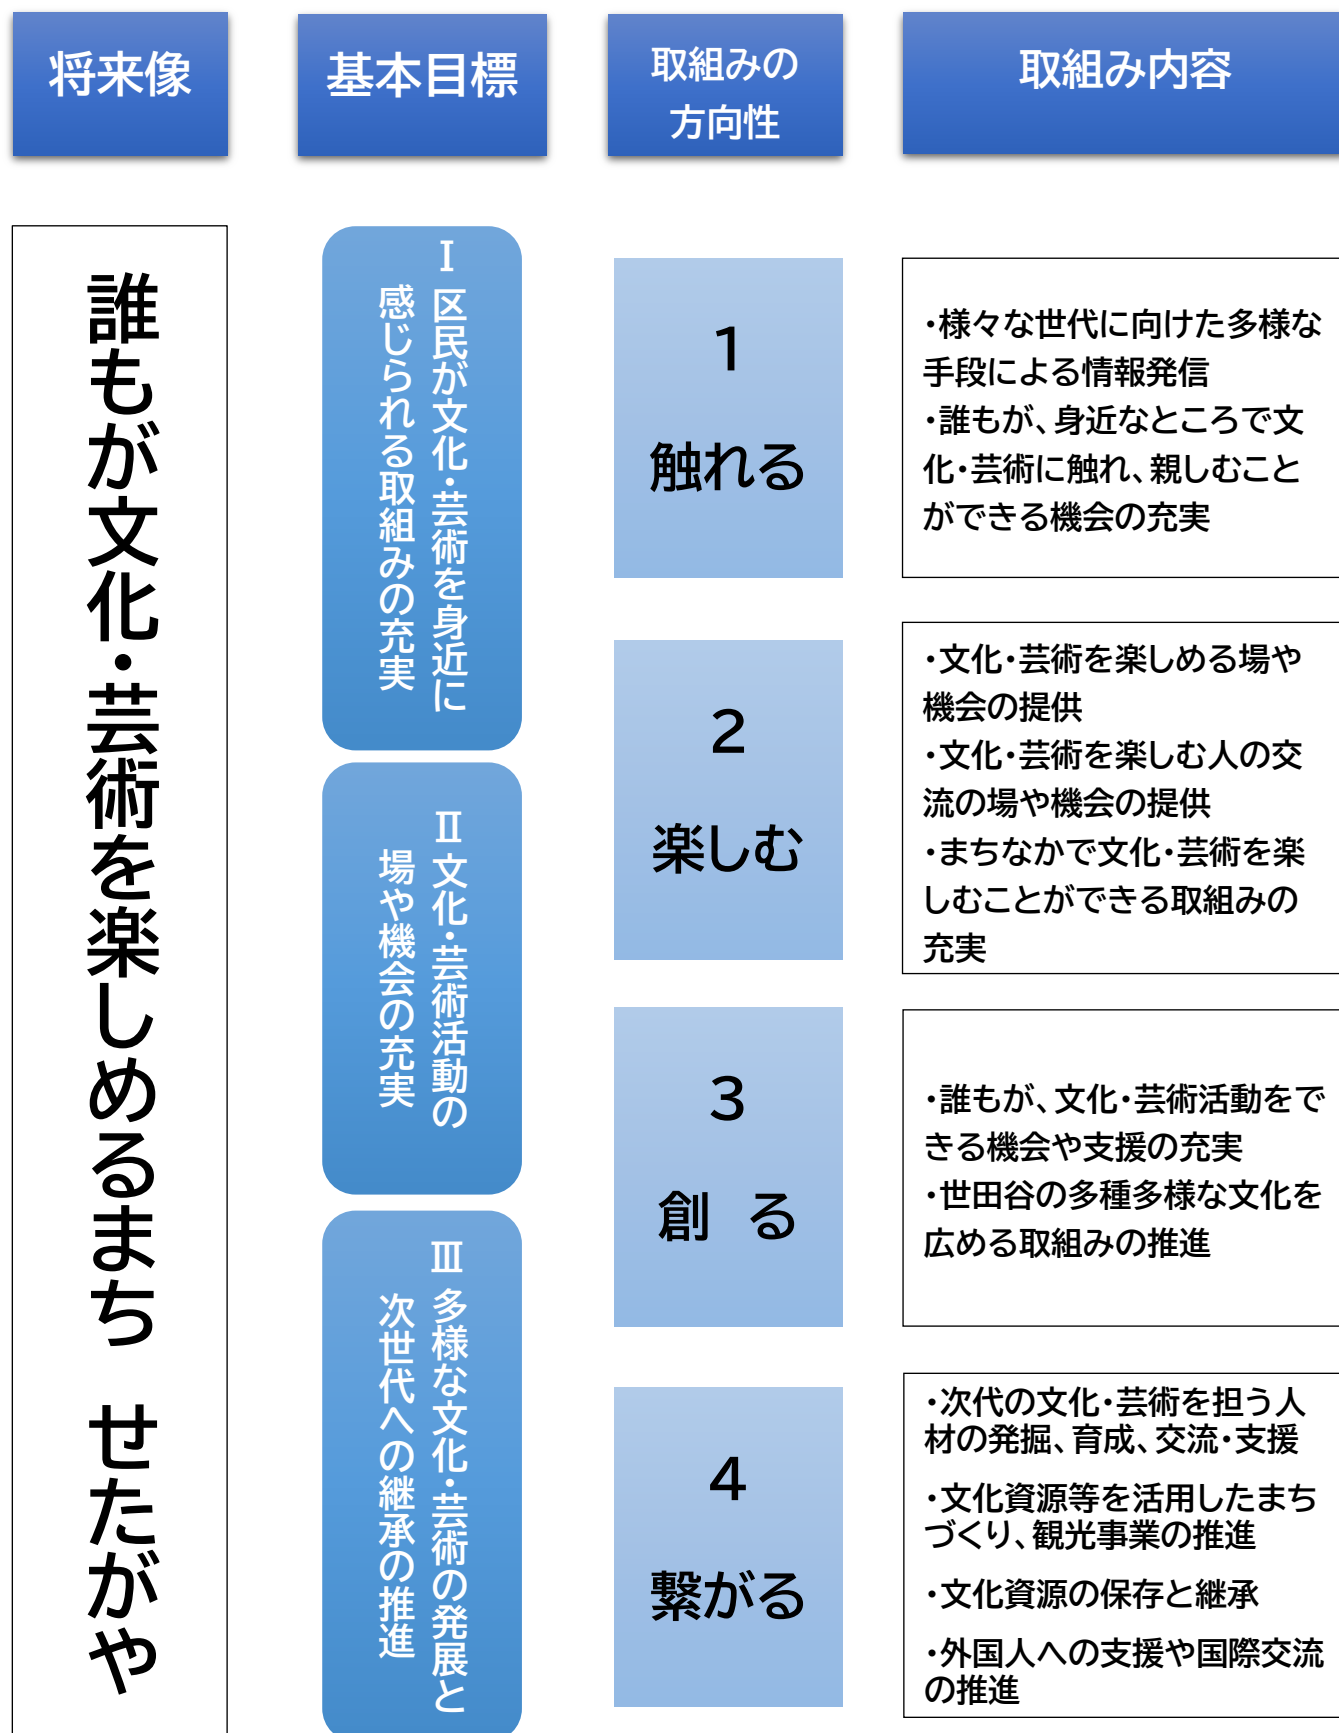 将来像
基本目標
取組みの
方向性
取組み内容
誰もが文化・芸術を楽しめるまち せたがや
Ⅰ 区民が文化・芸術を身近に
感じられる取組みの充実
Ⅱ 文化・芸術活動の
場や機会の充実
Ⅲ 多様な文化・芸術の発展と
次世代への継承の推進
1
触れる
2
楽しむ
3
創 る
4
繋がる
・様々な世代に向けた多様な
手段による情報発信
・誰もが、身近なところで文
化・芸術に触れ、親しむこと
ができる機会の充実
・文化・芸術を楽しめる場や
機会の提供
・文化・芸術を楽しむ人の交
流の場や機会の提供
・まちなかで文化・芸術を楽
しむことができる取組みの
充実
・誰もが、文化・芸術活動をで
きる機会や支援の充実
・世田谷の多種多様な文化を
広める取組みの推進
・次代の文化・芸術を担う人
材の発掘、育成、交流・支援
・文化資源等を活用したまち
づくり、観光事業の推進
・文化資源の保存と継承
・外国人への支援や国際交流
の推進